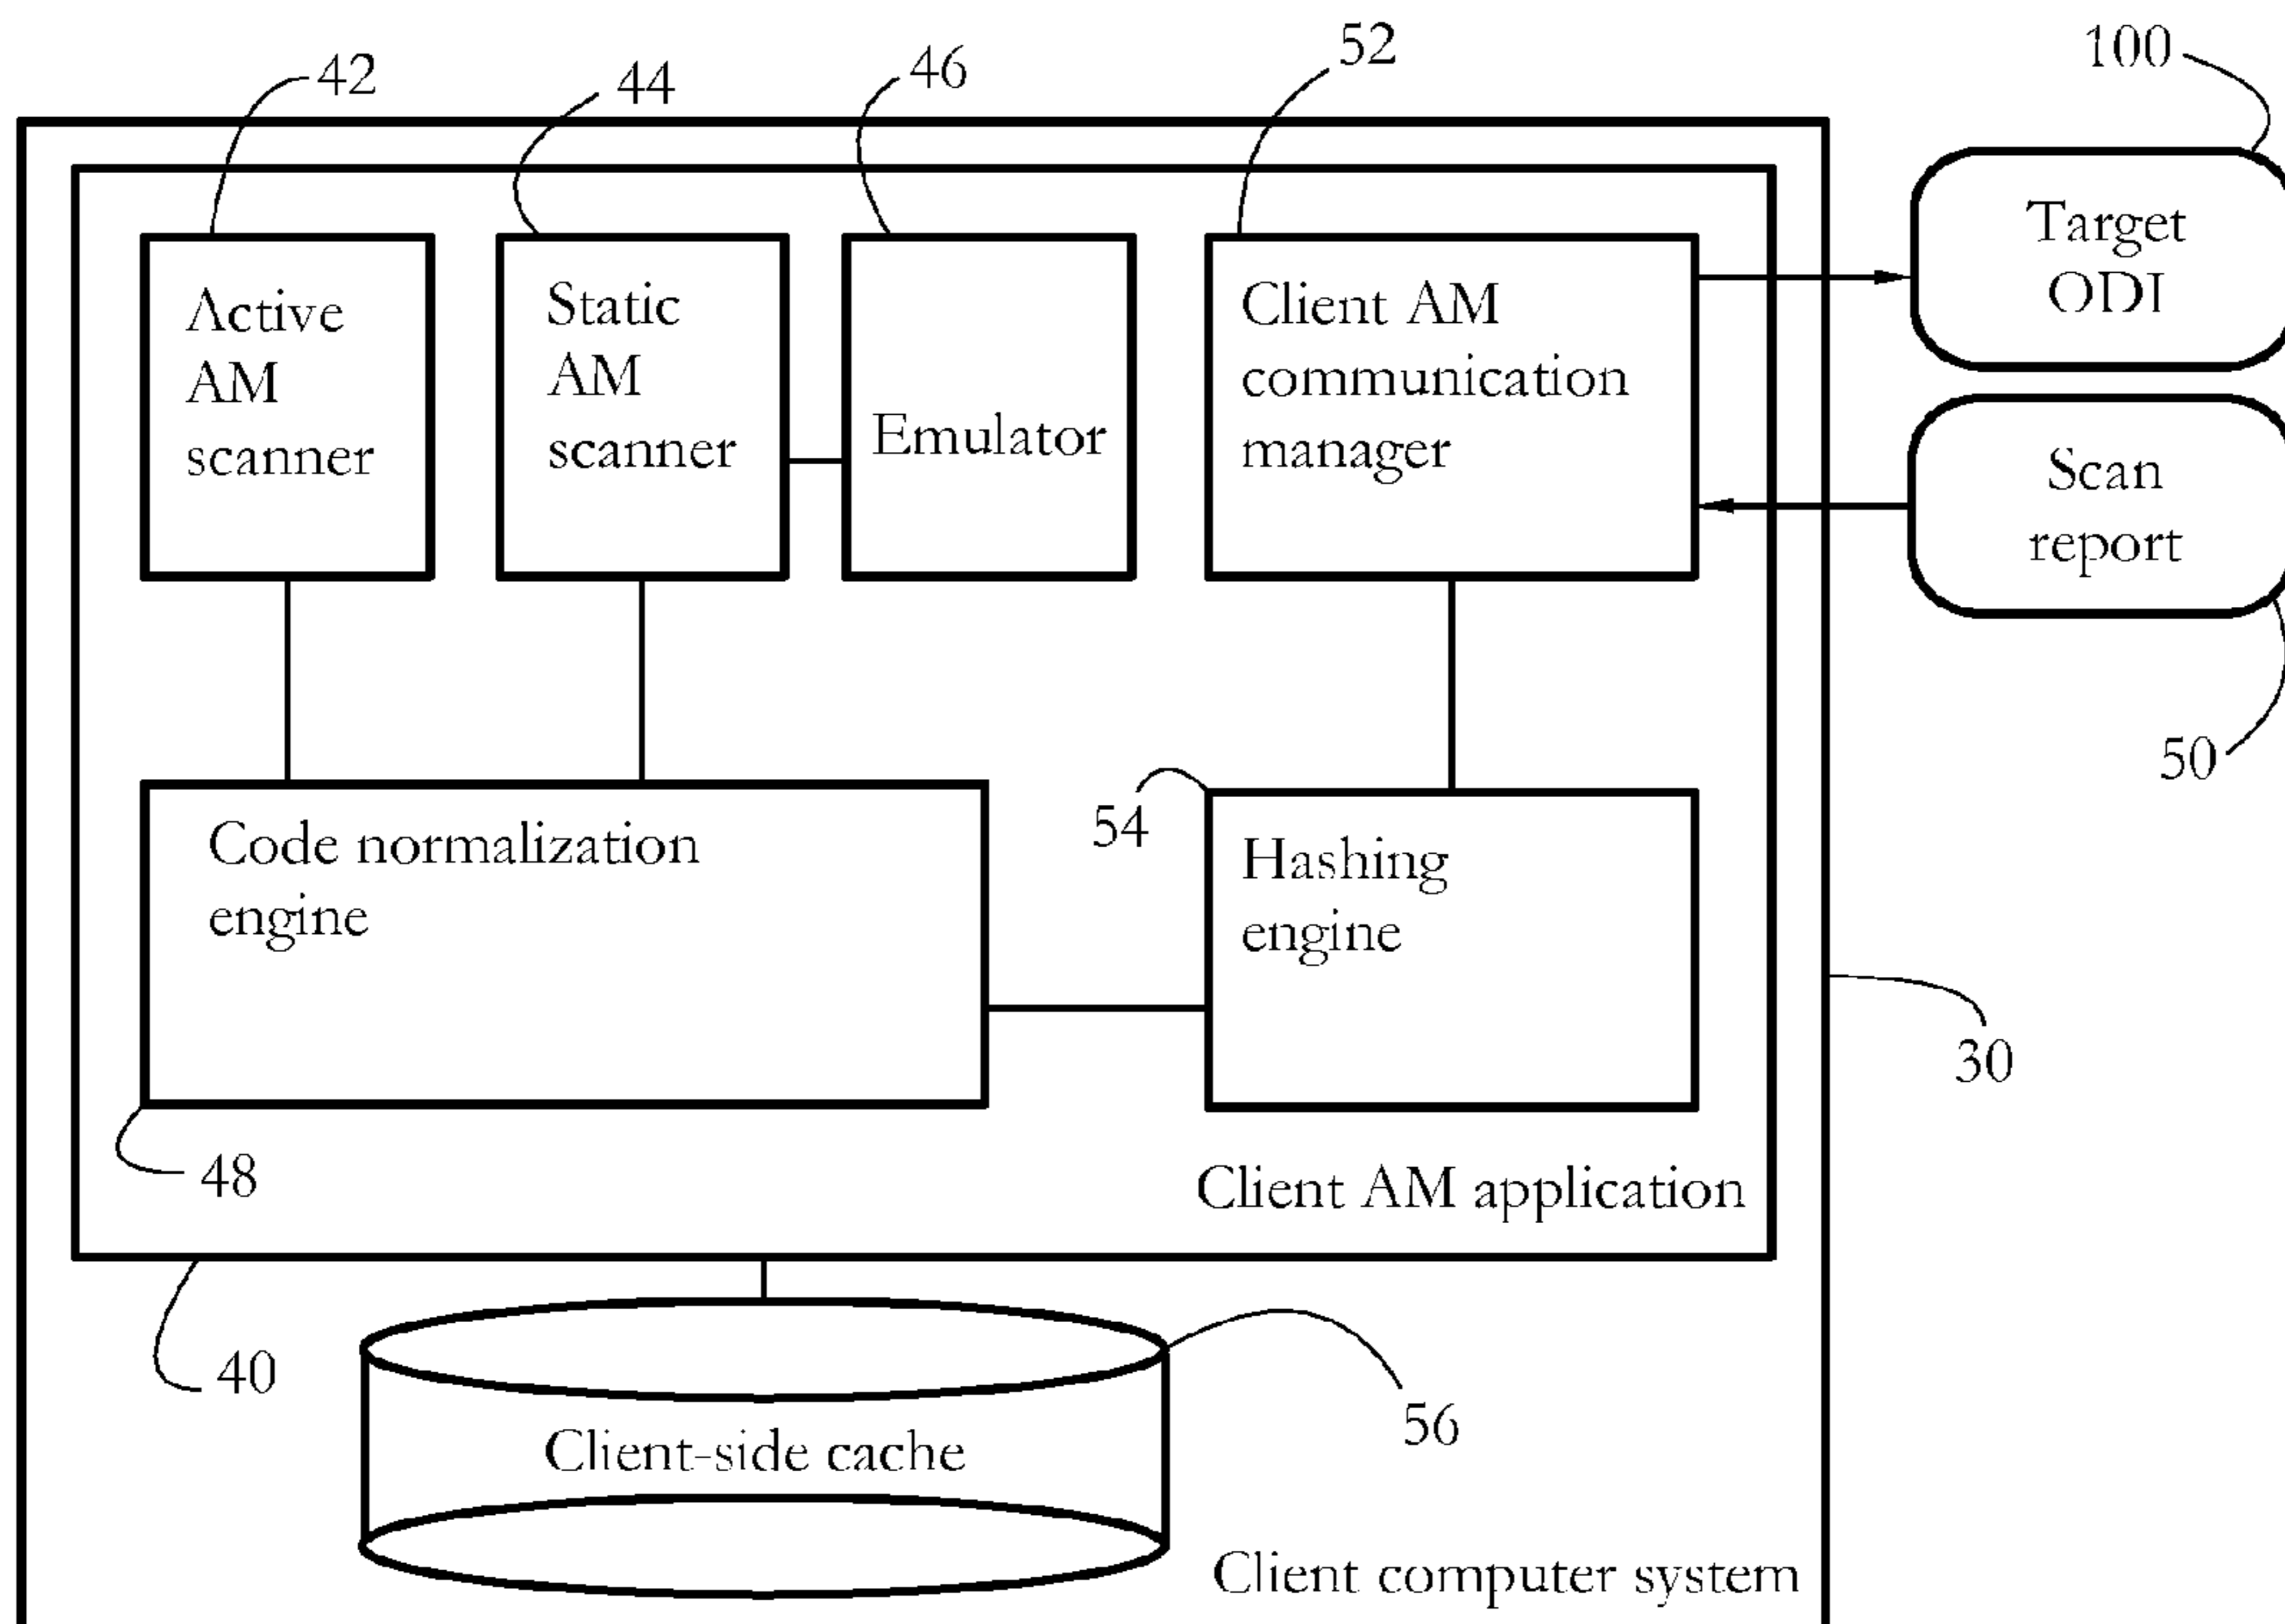 42
44
46
52
100
Active
AM
scanner
Static
AM
scanner
Emulator
Client AM
communication
manager
Target
ODI
Scan
report
50
Code normalization
engine
54
Hashing
engine
30
48
Client AM application
40
56
Client-side cache
Client computer system